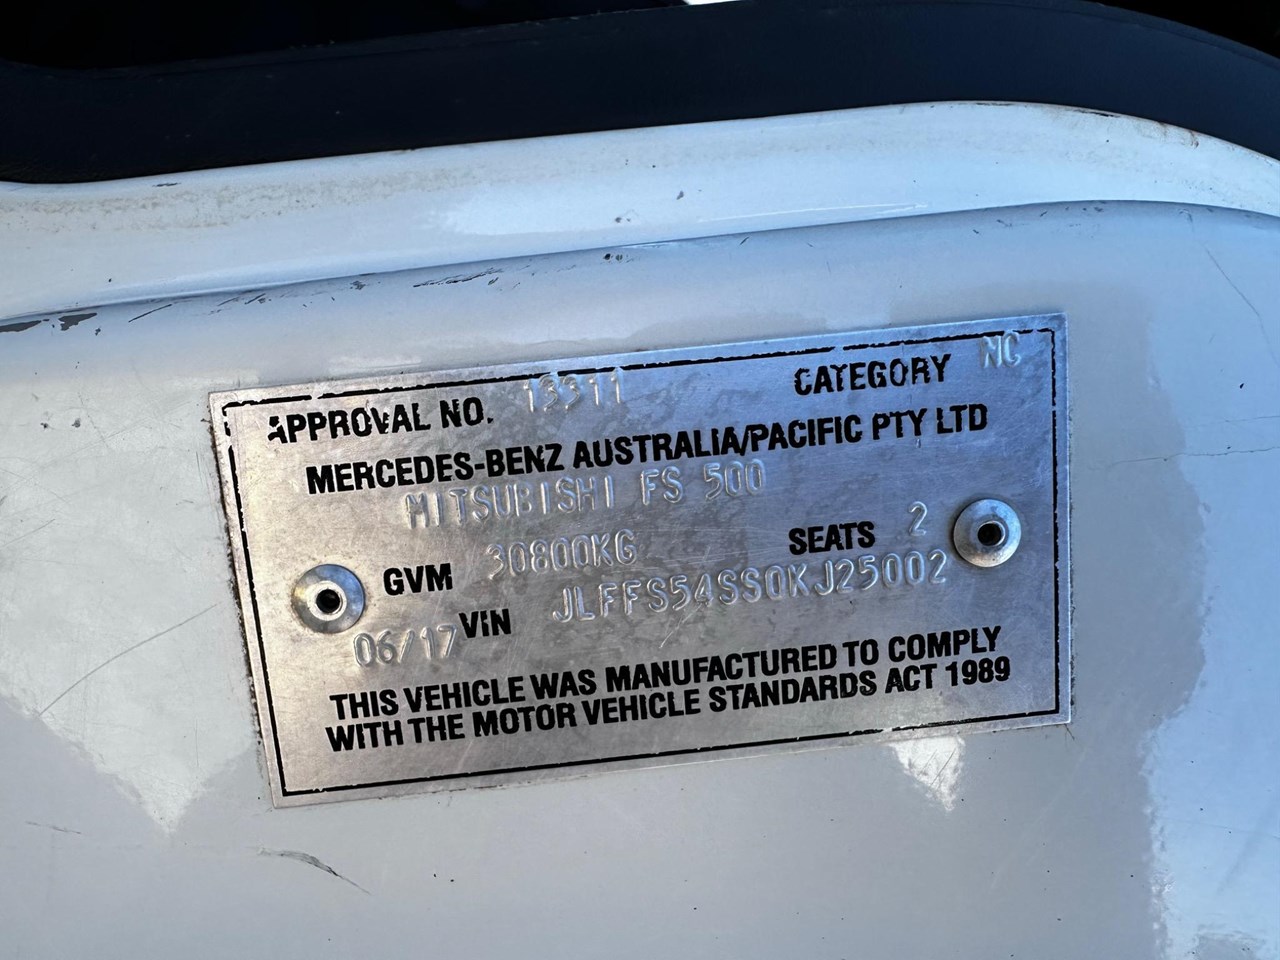 APPROVAL NO. 13311 CATEGORY NC
MERCEDES-BENZ AUSTRALIA/PACIFIC PTY LTD
MITSUBISHI FS 500
GVM 30800KG SEATS 2
06/17 VIN JLFFS54SS0KJ25002
THIS VEHICLE WAS MANUFACTURED TO COMPLY
WITH THE MOTOR VEHICLE STANDARDS ACT 1989